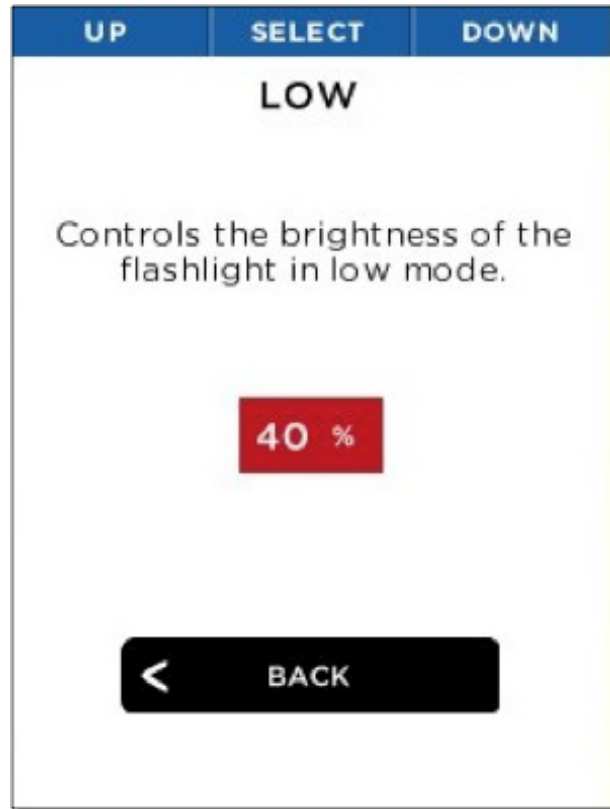 UP SELECT DOWN
LOW
Controls the brightness of the
flashlight in low mode.
40 %
< BACK